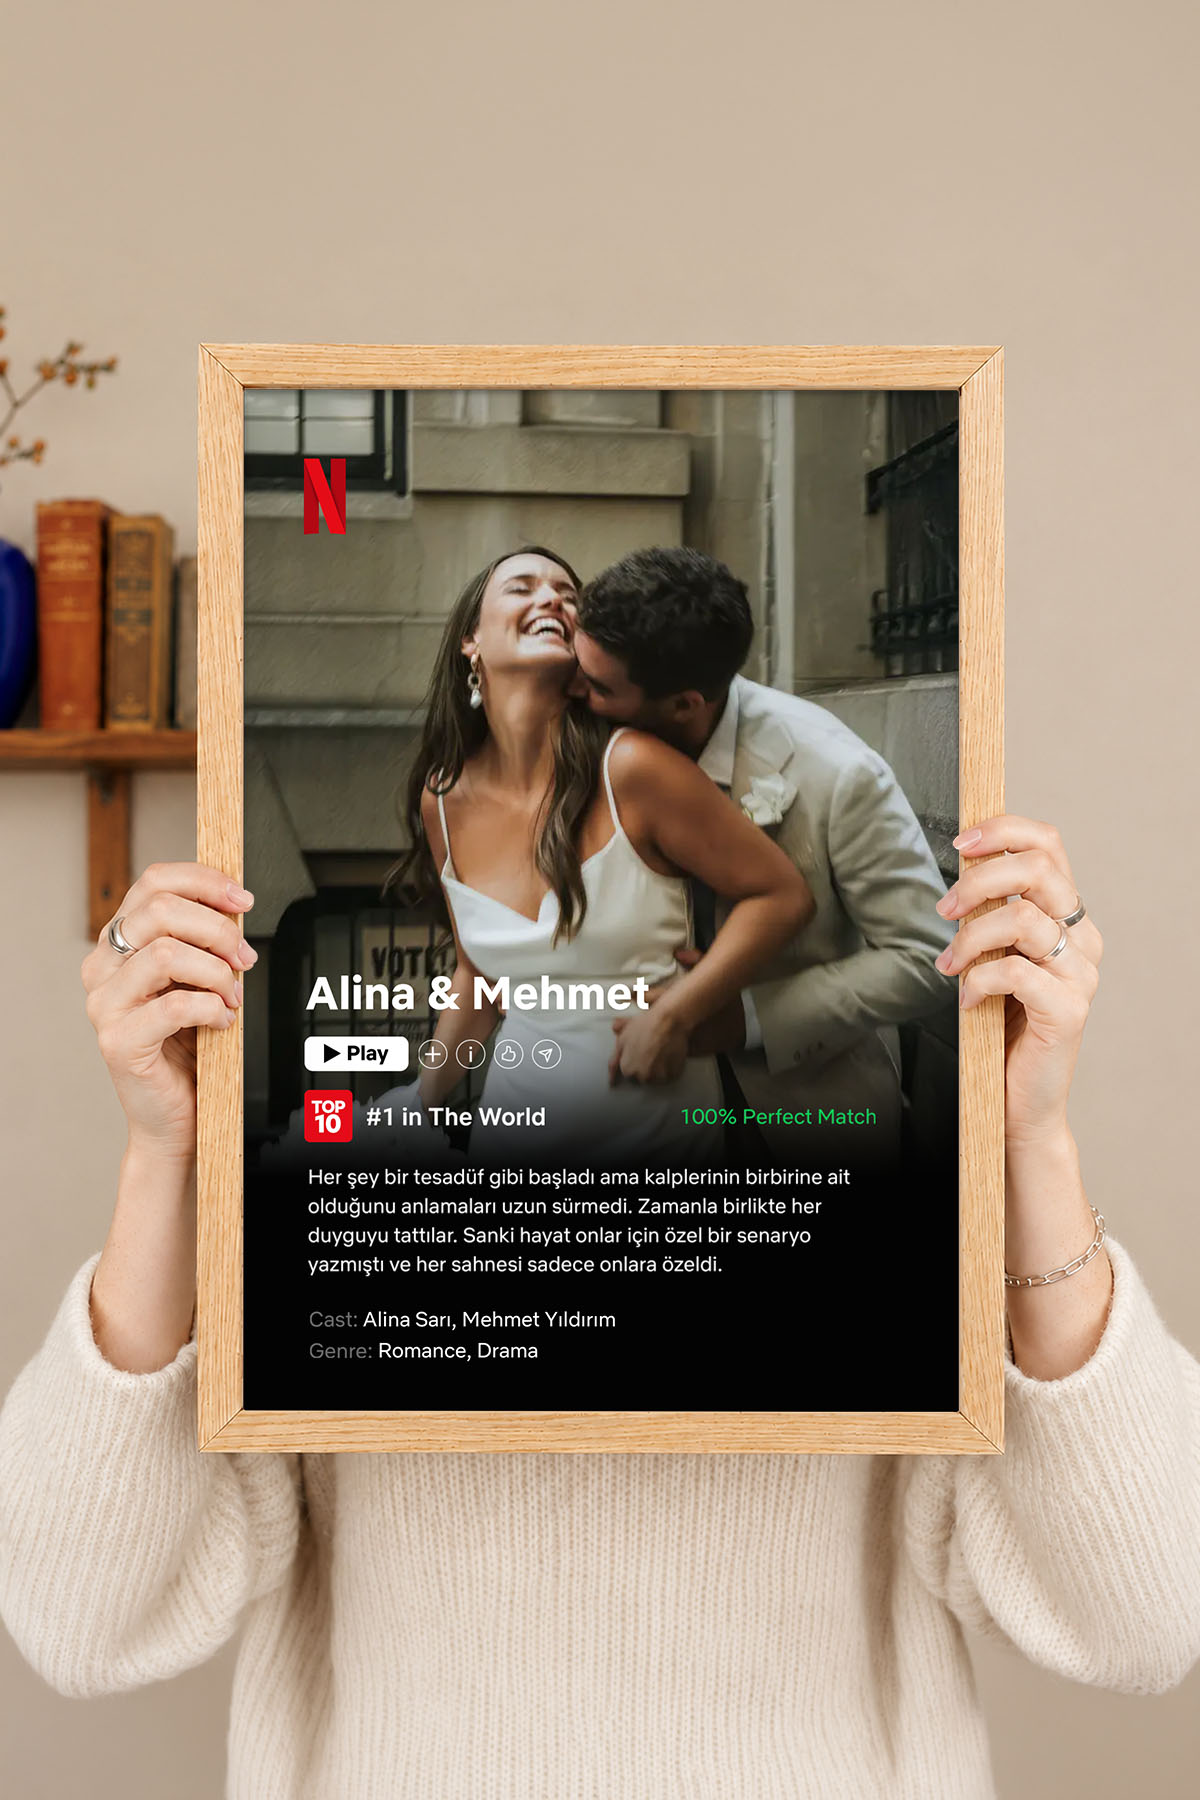 N
VOTE
Alina & Mehmet
Play
TOP
10
#1 in The World
100% Perfect Match
Her şey bir tesadüf gibi başladı ama kalplerinin birbirine ait
olduğunu anlamaları uzun sürmedi. Zamanla birlikte her
duyguyu tattılar. Sanki hayat onlar için özel bir senaryo
yazmıştı ve her sahnesi sadece onlara özeldi.
Cast: Alina Sarı, Mehmet Yıldırım
Genre: Romance, Drama